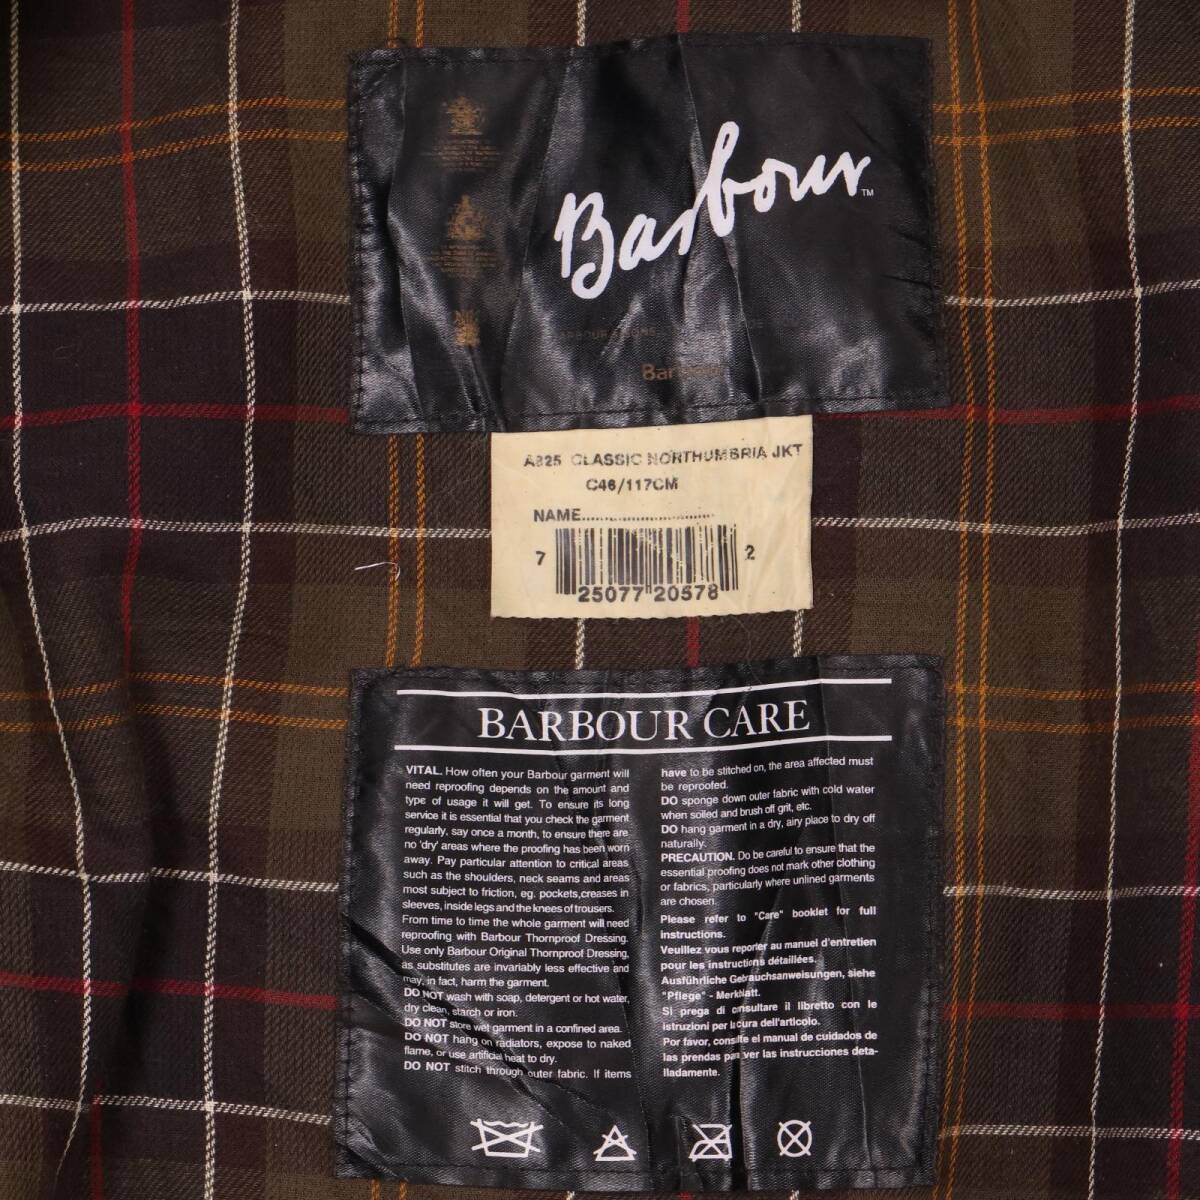 Barbour™
A825 CLASSIC NORTHUMBRIA JKT
C46/117CM
NAME..............................
7 25077 20578 2
BARBOUR CARE
VITAL. How often your Barbour garment will
need reproofing depends on the amount and
type of usage it will get. To ensure its long
service it is essential that you check the garment
regularly, say once a month, to ensure there are
no 'dry' areas where the proofing has been worn
away. Pay particular attention to critical areas
such as the shoulders, neck seams and areas
most subject to friction, eg. pockets,creases in
sleeves, inside legs and the knees of trousers.
From time to time the whole garment will need
reproofing with Barbour Thornproof Dressing.
Use only Barbour Original Thornproof Dressing,
as substitutes are invariably less effective and
may, in fact, harm the garment.
DO NOT wash with soap, detergent or hot water,
dry clean, starch or iron.
DO NOT store wet garment in a confined area.
DO NOT hang on radiators, expose to naked
flame, or use artificial heat to dry.
DO NOT stitch through outer fabric. If items
have to be stitched on, the area affected must
be reproofed.
DO sponge down outer fabric with cold water
when soiled and brush off grit, etc.
DO hang garment in a dry, airy place to dry off
naturally.
PRECAUTION. Do be careful to ensure that the
essential proofing does not mark other clothing
or fabrics, particularly where unlined garments
are chosen.
Please refer to "Care" booklet for full
instructions.
Veuillez vous reporter au manuel d'entretien
pour les instructions détaillées.
Ausführliche Gebrauchsanweisungen, siehe
"Pflege" - Merkblatt.
Si prega di consultare il libretto con le
istruzioni per la cura dell'articolo.
Por favor, consulte el manual de cuidados de
las prendas para ver las instrucciones deta-
lladamente.